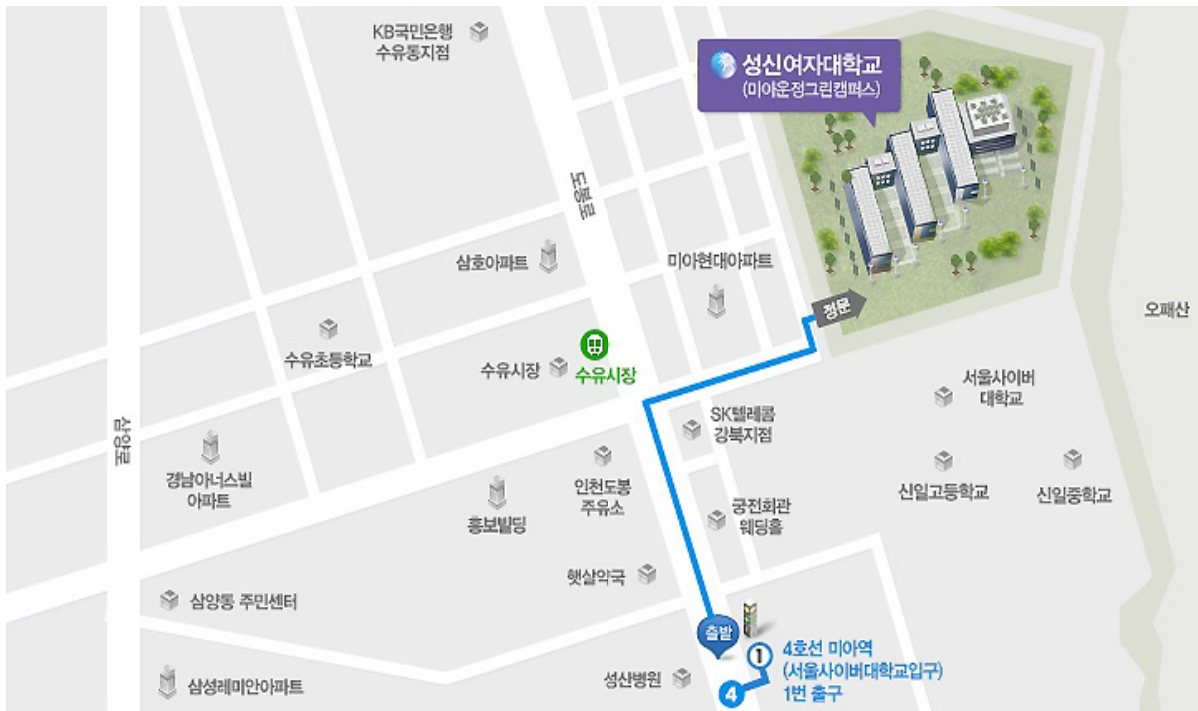 KB국민은행
수유동지점
성신여자대학교
(미아운정그린캠퍼스)
도봉로
삼호아파트
미아현대아파트
정문
오패산
수유초등학교
수유시장
수유시장
서울사이버
대학교
SK텔레콤
강북지점
삼양로
경남아너스빌
아파트
인천도봉
주유소
홍보빌딩
신일고등학교
신일중학교
궁전회관
웨딩홀
햇살약국
삼양동 주민센터
출발
1
4호선 미아역
(서울사이버대학교입구)
1번 출구
4
성산병원
삼성레미안아파트